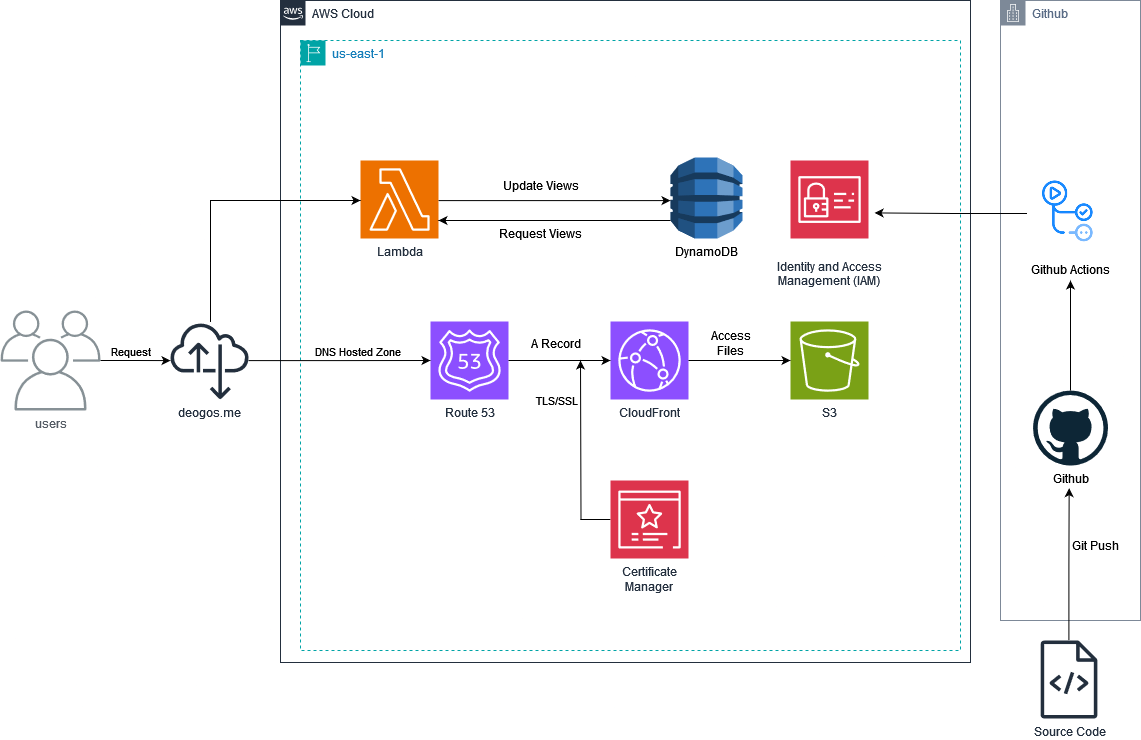 aws
AWS Cloud
Github
us-east-1
Update Views
Request Views
Lambda
DynamoDB
Identity and Access
Management (IAM)
Github Actions
Request
DNS Hosted Zone
53
A Record
Access
Files
TLS/SSL
users
deogos.me
Route 53
CloudFront
S3
Github
Certificate
Manager
Git Push
</>
Source Code